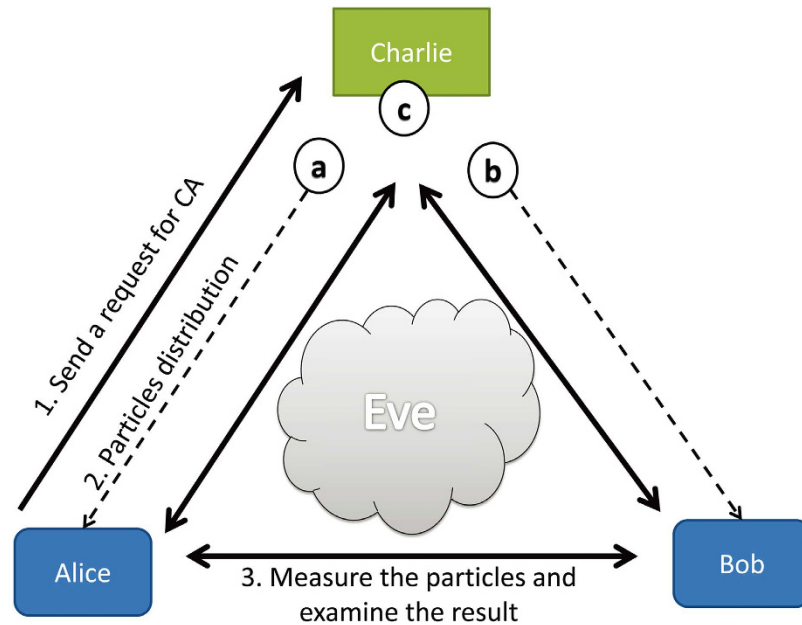 Charlie
c
a
b
1. Send a request for CA
2. Particles distribution
Eve
Alice
Bob
3. Measure the particles and
examine the result